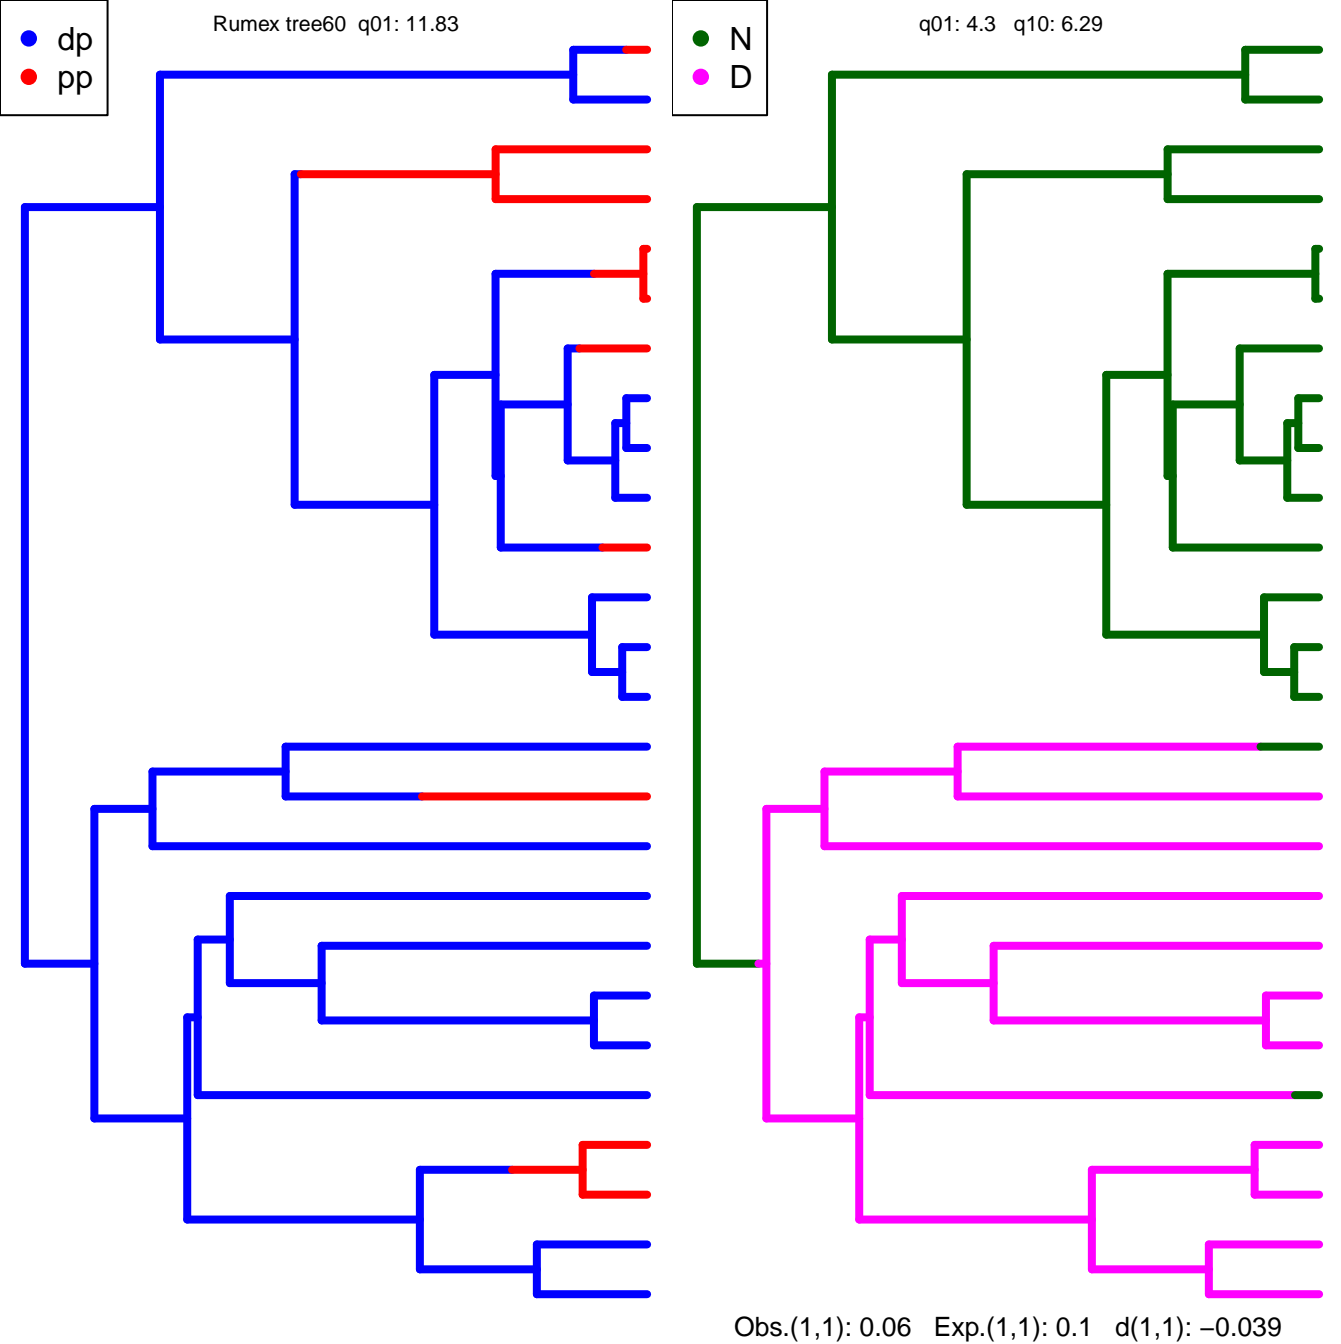 Rumex tree60 q01: 11.83
dp
pp
q01: 4.3 q10: 6.29
N
D
Obs.(1,1): 0.06 Exp.(1,1): 0.1 d(1,1): −0.039